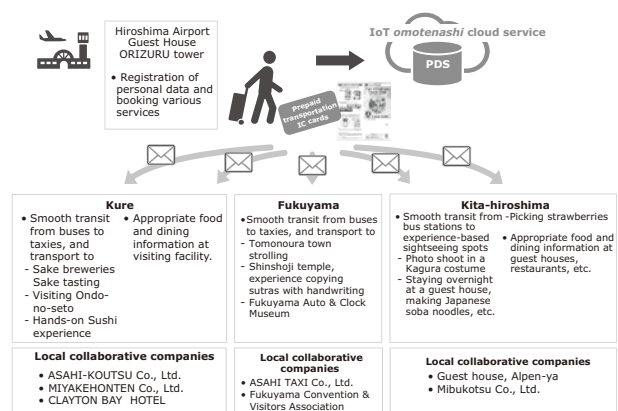 Hiroshima Airport
Guest House
ORIZURU tower
• Registration of
personal data and
booking various
services
IoT omotenashi cloud service
PDS
Prepaid
transportation
IC cards
Kure
• Smooth transit
from buses to
taxies, and
transport to
- Sake breweries
Sake tasting
- Visiting Ondo-
no-seto
- Hands-on Sushi
experience
• Appropriate food
and dining
information at
visiting facility.
Fukuyama
•Smooth transit from buses
to taxies, and transport to
- Tomonoura town
strolling
- Shinshoji temple,
experience copying
sutras with handwriting
- Fukuyama Auto & Clock
Museum
Kita-hiroshima
• Smooth transit from
bus stations to
experience-based
sightseeing spots
- Photo shoot in a
Kagura costume
- Staying overnight
at a guest house,
making Japanese
soba noodles, etc.
-Picking strawberries
• Appropriate food and
dining information at
guest houses,
restaurants, etc.
Local collaborative companies
• ASAHI-KOUTSU Co., Ltd.
• MIYAKEHONTEN Co., Ltd.
• CLAYTON BAY HOTEL
Local collaborative
companies
• ASAHI TAXI Co., Ltd.
• Fukuyama Convention &
Visitors Association
Local collaborative companies
• Guest house, Alpen-ya
• Mibukotsu Co., Ltd.